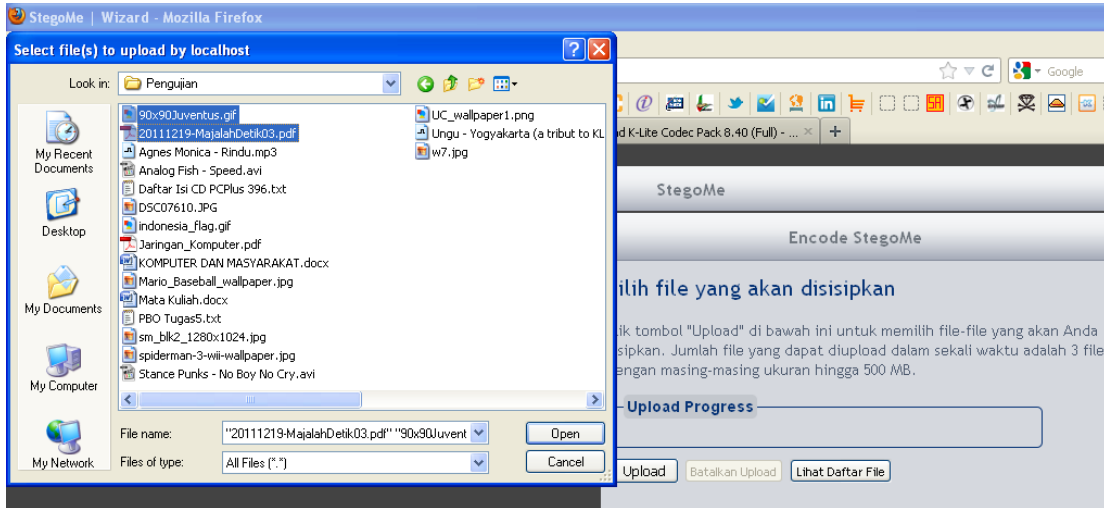 StegoMe | Wizard - Mozilla Firefox
Select file(s) to upload by localhost
Look in:
Pengujian
My Recent
Documents
Desktop
My Documents
My Computer
My Network
90x90Juventus.gif
20111219-MajalahDetik03.pdf
Agnes Monica - Rindu.mp3
Analog Fish - Speed.avi
Daftar Isi CD PCPlus 396.txt
DSC07610.JPG
indonesia_flag.gif
Jaringan_Komputer.pdf
KOMPUTER DAN MASYARAKAT.docx
Mario_Baseball_wallpaper.jpg
Mata Kuliah.docx
PBO Tugas5.txt
sm_blk2_1280x1024.jpg
spiderman-3-wii-wallpaper.jpg
Stance Punks - No Boy No Cry.avi
UC_wallpaper1.png
Ungu - Yogyakarta (a tribut to KL
w7.jpg
File name:
"20111219-MajalahDetik03.pdf" "90x90Juvent
Open
Files of type:
All Files (*.*)
Cancel
Google
d K-Lite Codec Pack 8.40 (Full) - ... ×
StegoMe
Encode StegoMe
ilih file yang akan disisipkan
ik tombol "Upload" di bawah ini untuk memilih file-file yang akan Anda
sipkan. Jumlah file yang dapat diupload dalam sekali waktu adalah 3 file
engan masing-masing ukuran hingga 500 MB.
Upload Progress
Upload
Batalkan Upload
Lihat Daftar File